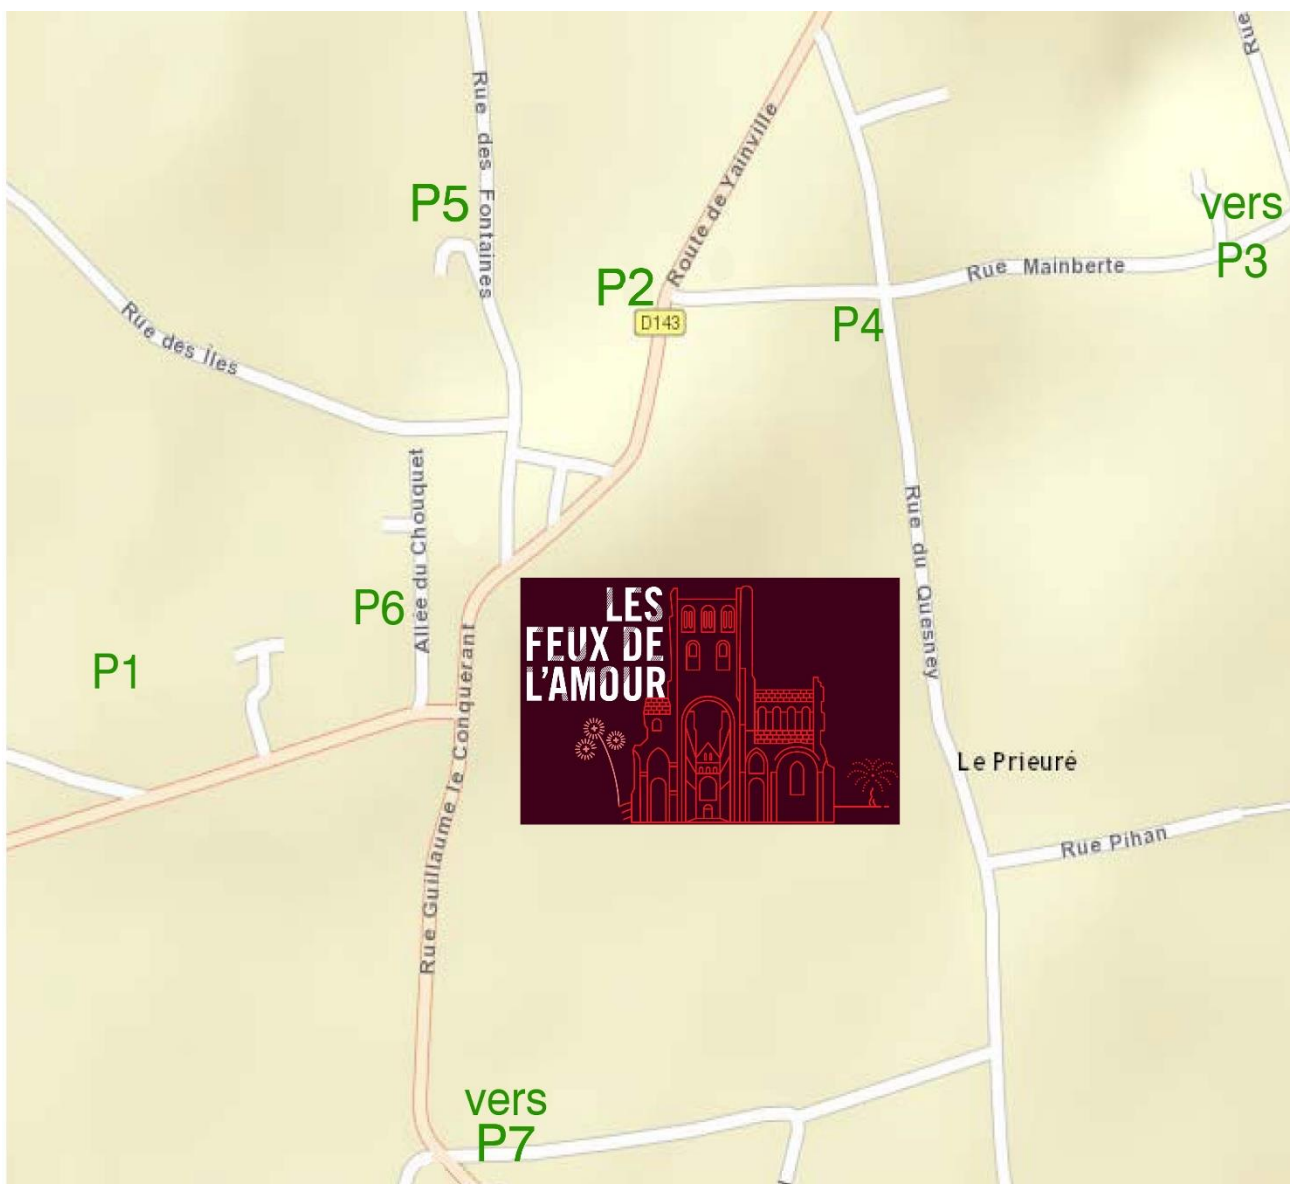 Rue
Rue des Fontaines
Route de Yainville
P5
vers
P3
Rue Mainberte
P2
D143
P4
Rue des Îles
Allée du Chouquet
Rue du Quesney
P6
LES
FEUX DE
L'AMOUR
P1
Rue Guillaume le Conquerant
Le Prieuré
Rue Pihan
vers
P7